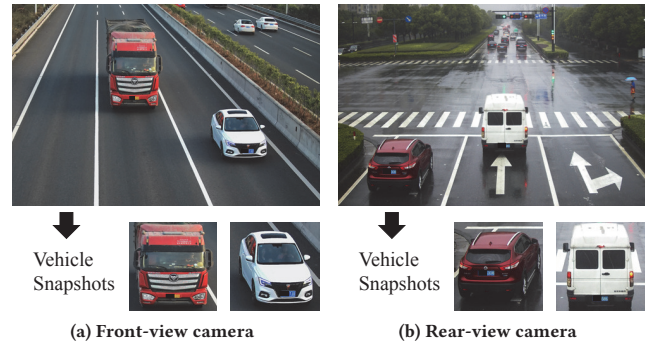 Vehicle
Snapshots
Vehicle
Snapshots
(a) Front-view camera
(b) Rear-view camera